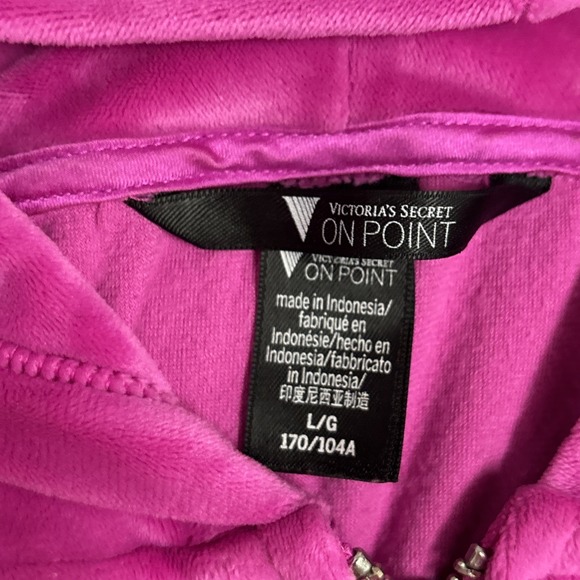 VICTORIA'S SECRET
ON POINT
VICTORIA'S SECRET
ON POINT
made in Indonesia/
fabriqué en
Indonésie/hecho en
Indonesia/fabbricato
in Indonesia/
印度尼西亚制造
L/G
170/104A